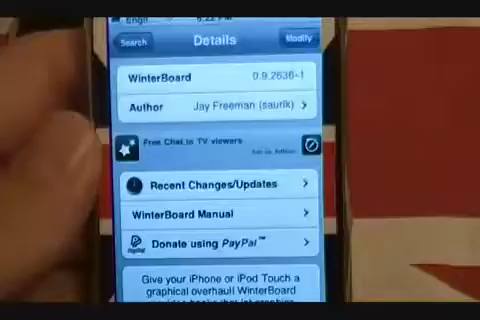 Search
Details
Modify
WinterBoard 0.9.2636-1
Author Jay Freeman (saurik)
Free Chat to TV viewers
Recent Changes/Updates
WinterBoard Manual
Donate using PayPal™
PayPal
Give your iPhone or iPod Touch a
graphical overhaul! WinterBoard